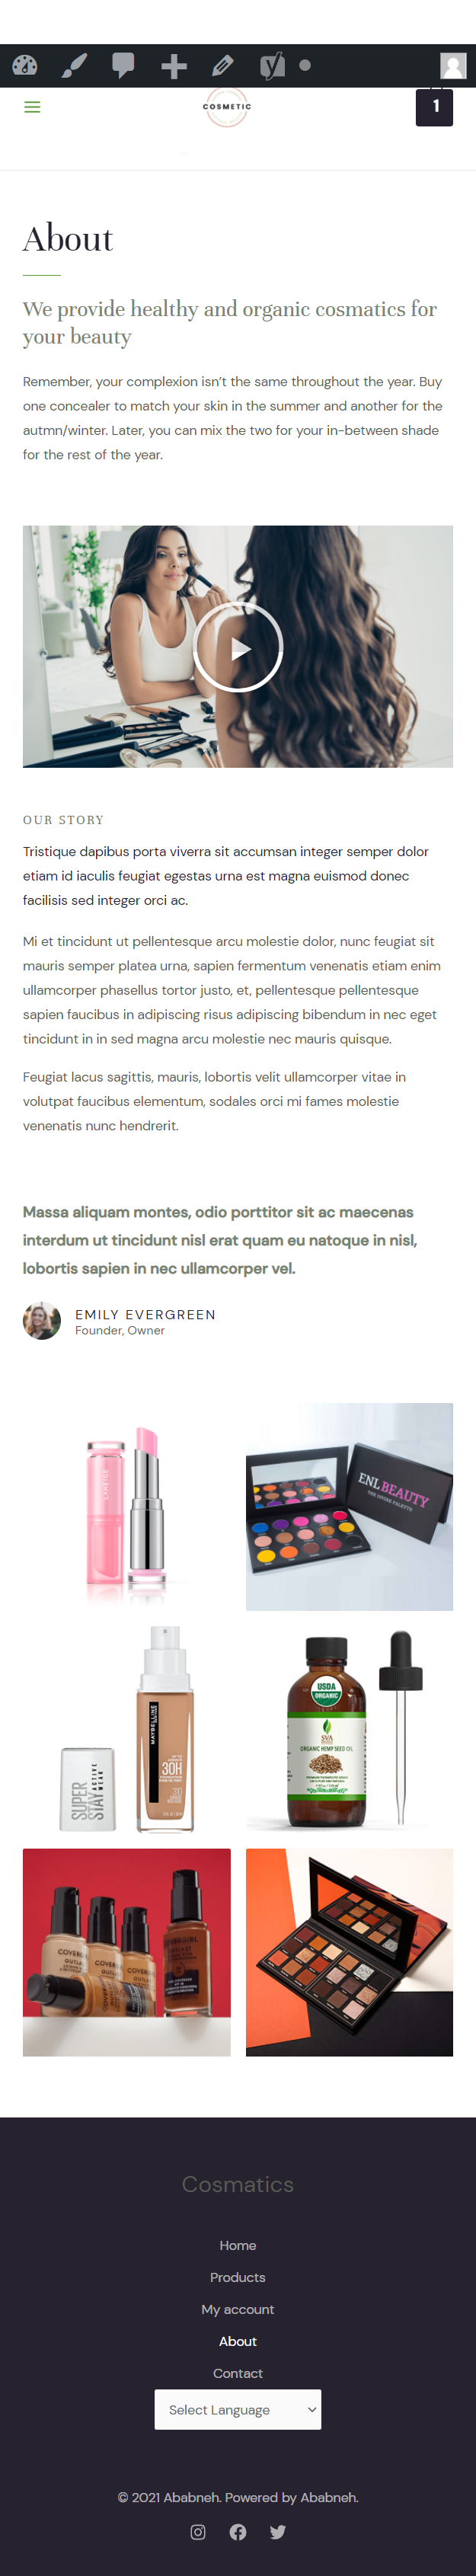 COSMETIC
1
About
We provide healthy and organic cosmatics for
your beauty
Remember, your complexion isn't the same throughout the year. Buy
one concealer to match your skin in the summer and another for the
autmn/winter. Later, you can mix the two for your in-between shade
for the rest of the year.
OUR STORY
Tristique dapibus porta viverra sit accumsan integer semper dolor
etiam id iaculis feugiat egestas urna est magna euismod donec
facilisis sed integer orci ac.
Mi et tincidunt ut pellentesque arcu molestie dolor, nunc feugiat sit
mauris semper platea urna, sapien fermentum venenatis etiam enim
ullamcorper phasellus tortor justo, et, pellentesque pellentesque
sapien faucibus in adipiscing risus adipiscing bibendum in nec eget
tincidunt in in sed magna arcu molestie nec mauris quisque.
Feugiat lacus sagittis, mauris, lobortis velit ullamcorper vitae in
volutpat faucibus elementum, sodales orci mi fames molestie
venenatis nunc hendrerit.
Massa aliquam montes, odio porttitor sit ac maecenas
interdum ut tincidunt nisl erat quam eu natoque in nisl,
lobortis sapien in nec ullamcorper vel.
EMILY EVERGREEN
Founder, Owner
LANEIGE
ENL BEAUTY
THE DIVINE PALETTE
MAYBELLINE
30H
SUPER
STAY
ACTIVE
WEAR
USDA
ORGANIC
SVA
ORGANIC HEMP SEED OIL
COVERGIRL
OUTLAST
Cosmatics
Home
Products
My account
About
Contact
Select Language
© 2021 Ababneh. Powered by Ababneh.